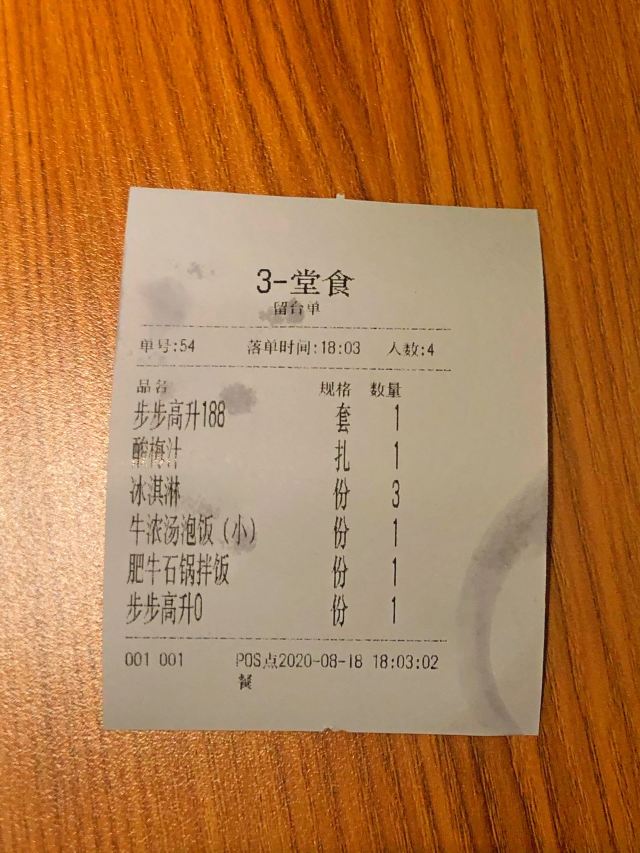 3-堂食
留台单
单号:54 落单时间:18:03 人数:4
品名 规格 数量
步步高升188 套 1
酸梅汁 扎 1
冰淇淋 份 3
牛浓汤泡饭(小) 份 1
肥牛石锅拌饭 份 1
步步高升0 份 1
001 001 POS点2020-08-18 18:03:02
餐